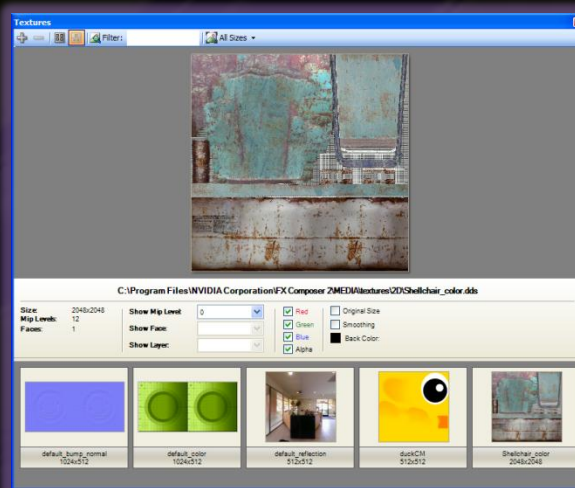 Textures
Filter:
All Sizes
C:\Program Files\NVIDIA Corporation\FX Composer 2\MEDIA\textures\2D\Shellchair_color.dds
Size: 2048x2048
Mip Levels: 12
Faces: 1
Show Mip Level: 0
Show Face:
Show Layer:
Red
Green
Blue
Alpha
Original Size
Smoothing
Back Color:
default_bump_normal
1024x512
default_color
1024x512
default_reflection
512x512
duckCM
512x512
Shellchair_color
2048x2048